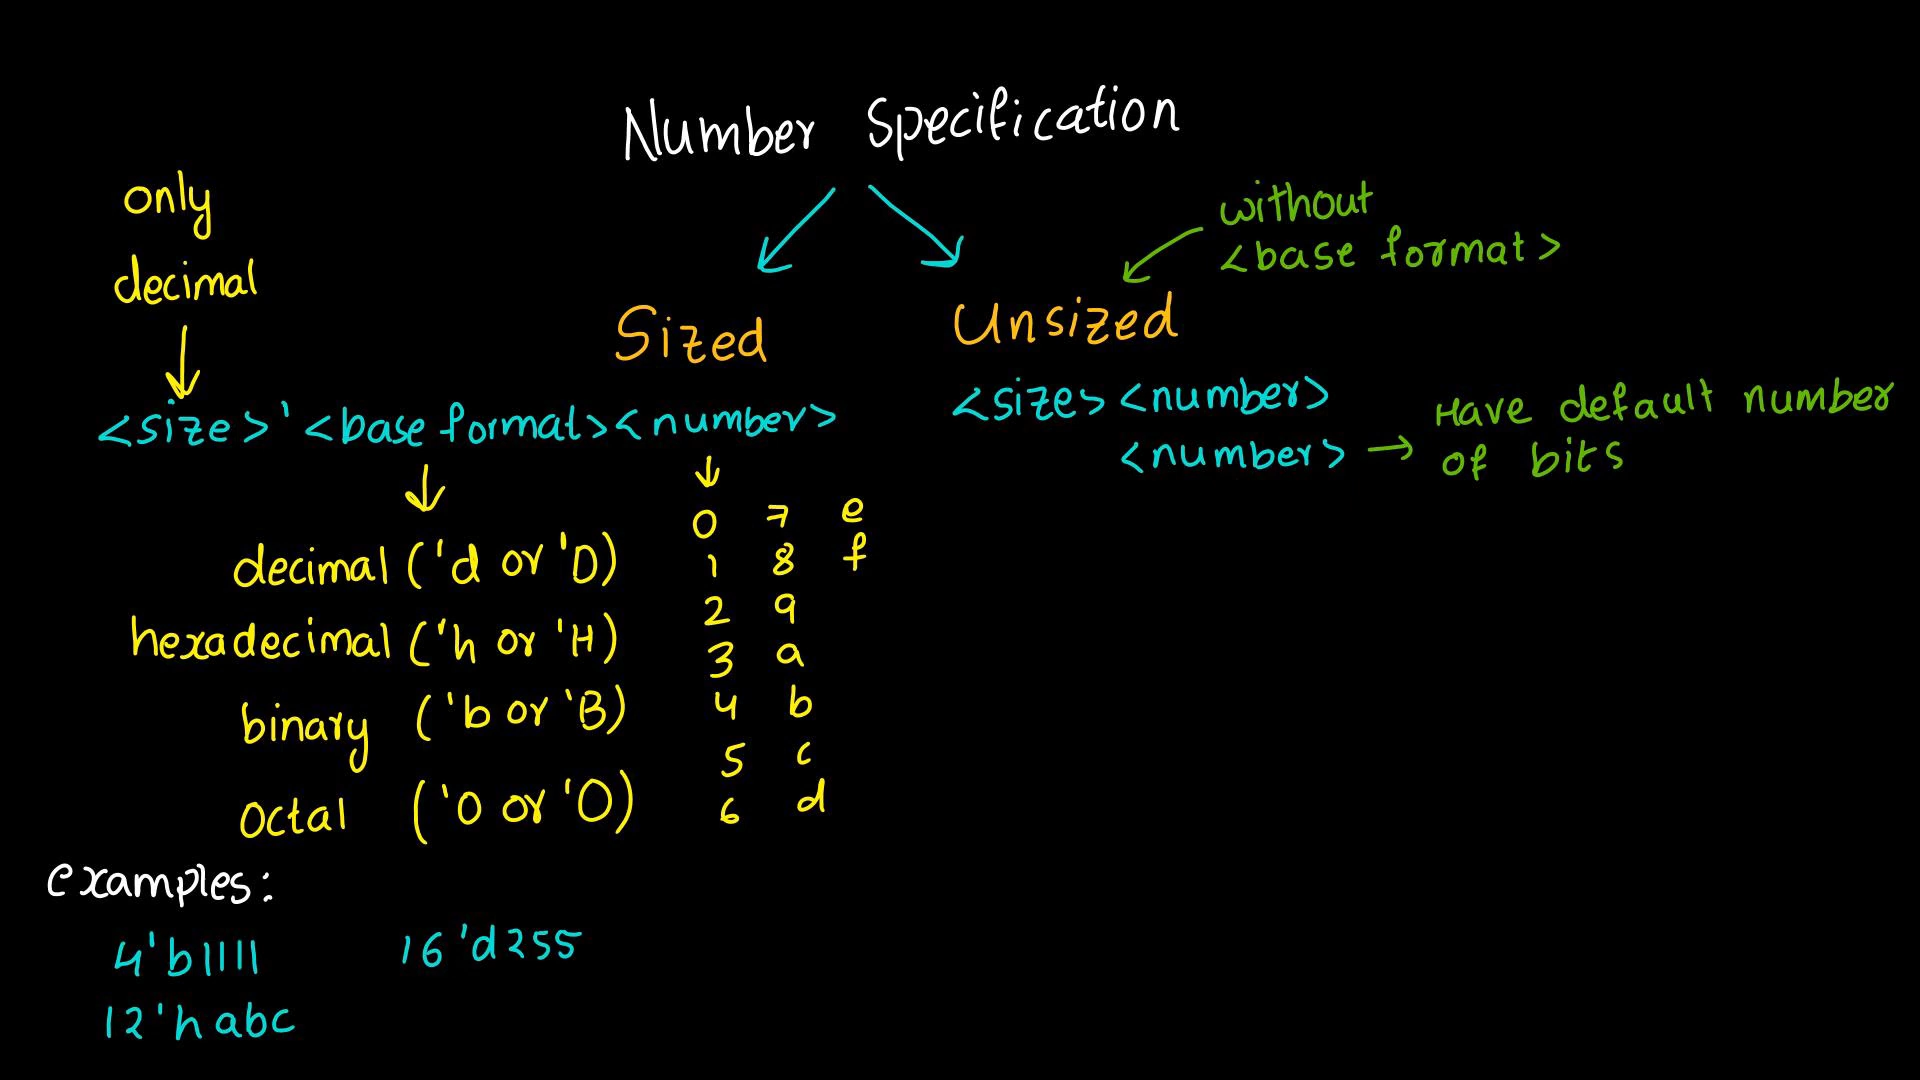 Number Specification
only
decimal
without
<base format>
Sized
Unsized
<size>'<base format><number>
<size><number>
<number> → Have default number
of bits
decimal ('d or 'D)
hexadecimal ('h or 'H)
binary ('b or 'B)
octal ('o or 'O)
0 7 e
1 8 f
2 9
3 a
4 b
5 c
6 d
examples:
4'b1111 16'd255
12'habc